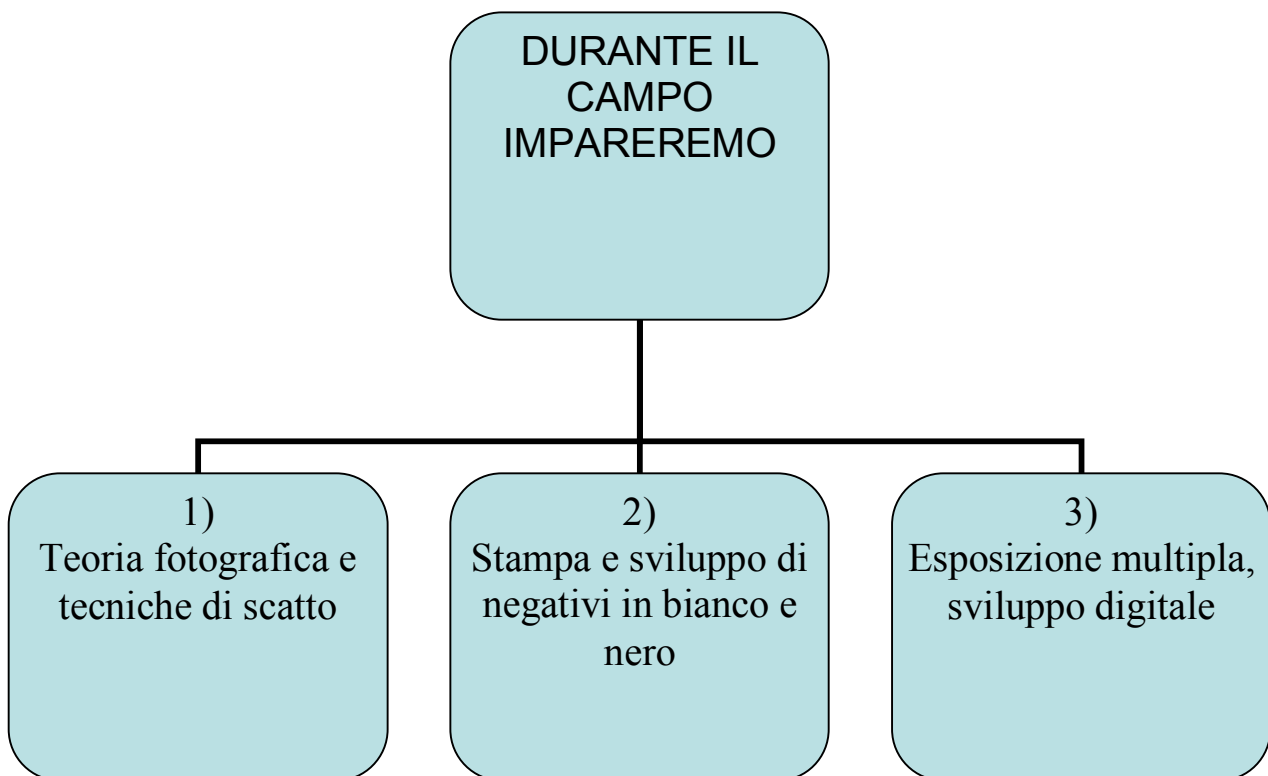 DURANTE IL
CAMPO
IMPAREREMO
1)
Teoria fotografica e
tecniche di scatto
2)
Stampa e sviluppo di
negativi in bianco e
nero
3)
Esposizione multipla,
sviluppo digitale